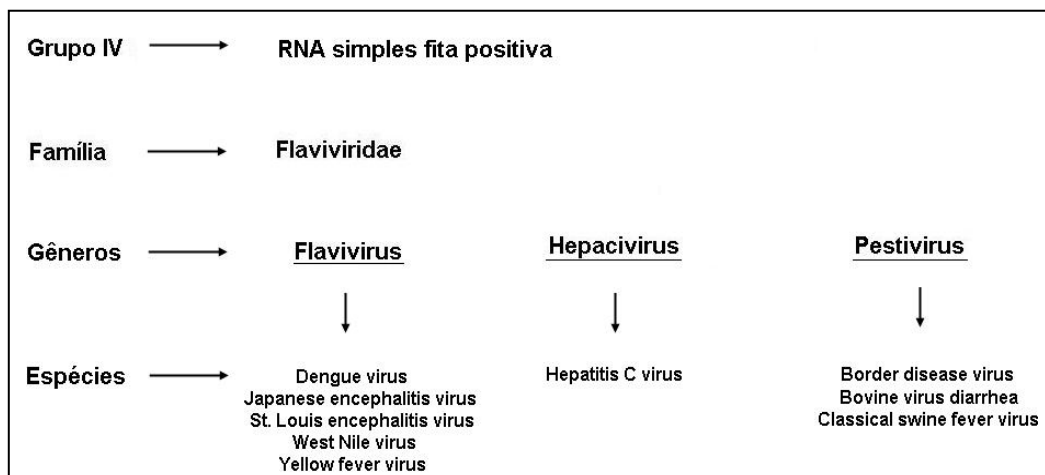 Grupo IV RNA simples fita positiva
Família Flaviviridae
Gêneros Flavivirus Hepacivirus Pestivirus
Espécies Dengue virus Hepatitis C virus Border disease virus
Japanese encephalitis virus Bovine virus diarrhea
St. Louis encephalitis virus Classical swine fever virus
West Nile virus
Yellow fever virus